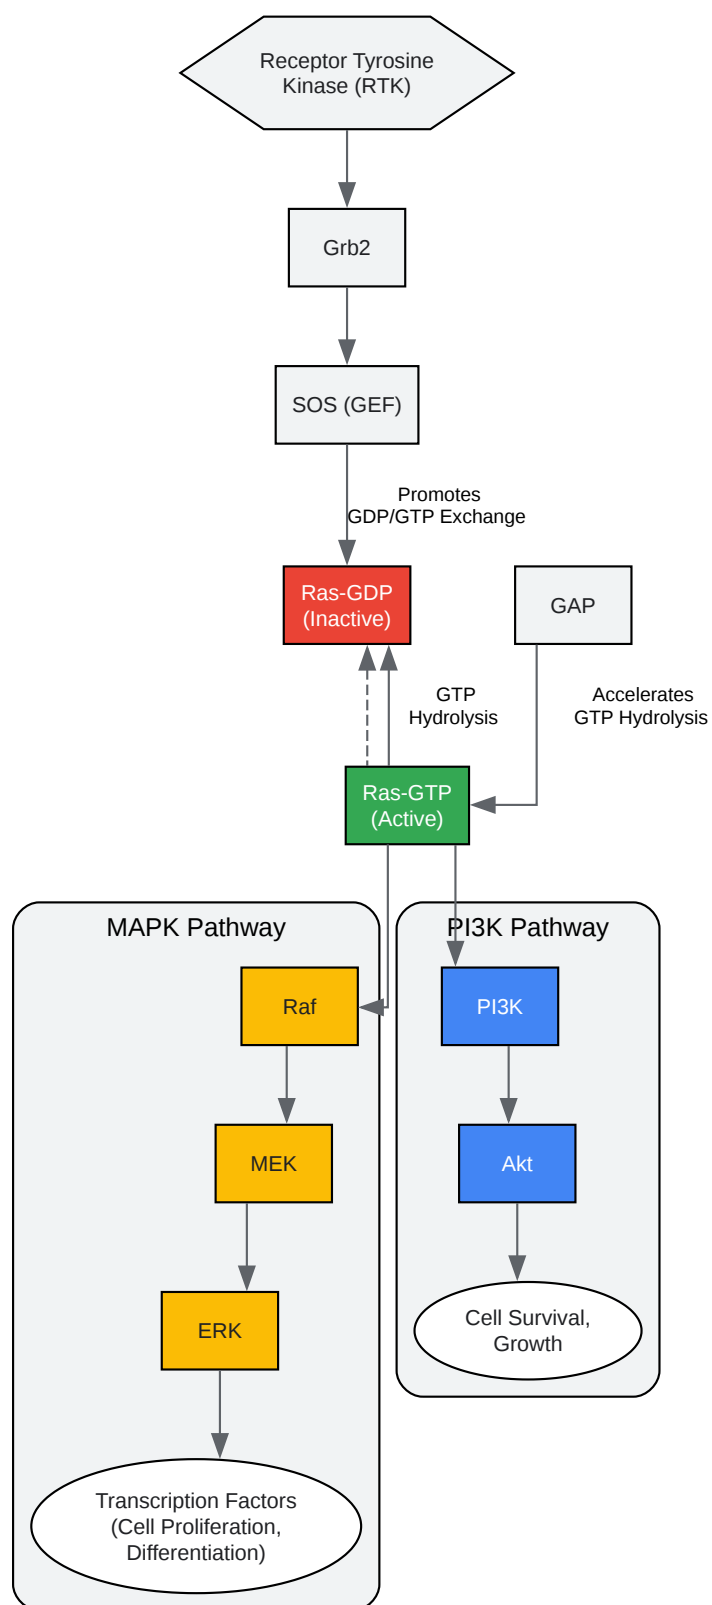 Receptor Tyrosine
Kinase (RTK)
Grb2
SOS (GEF)
Promotes
GDP/GTP Exchange
Ras-GDP
(Inactive)
GAP
GTP
Hydrolysis
Accelerates
GTP Hydrolysis
Ras-GTP
(Active)
MAPK Pathway
Raf
MEK
ERK
Transcription Factors
(Cell Proliferation,
Differentiation)
PI3K Pathway
PI3K
Akt
Cell Survival,
Growth